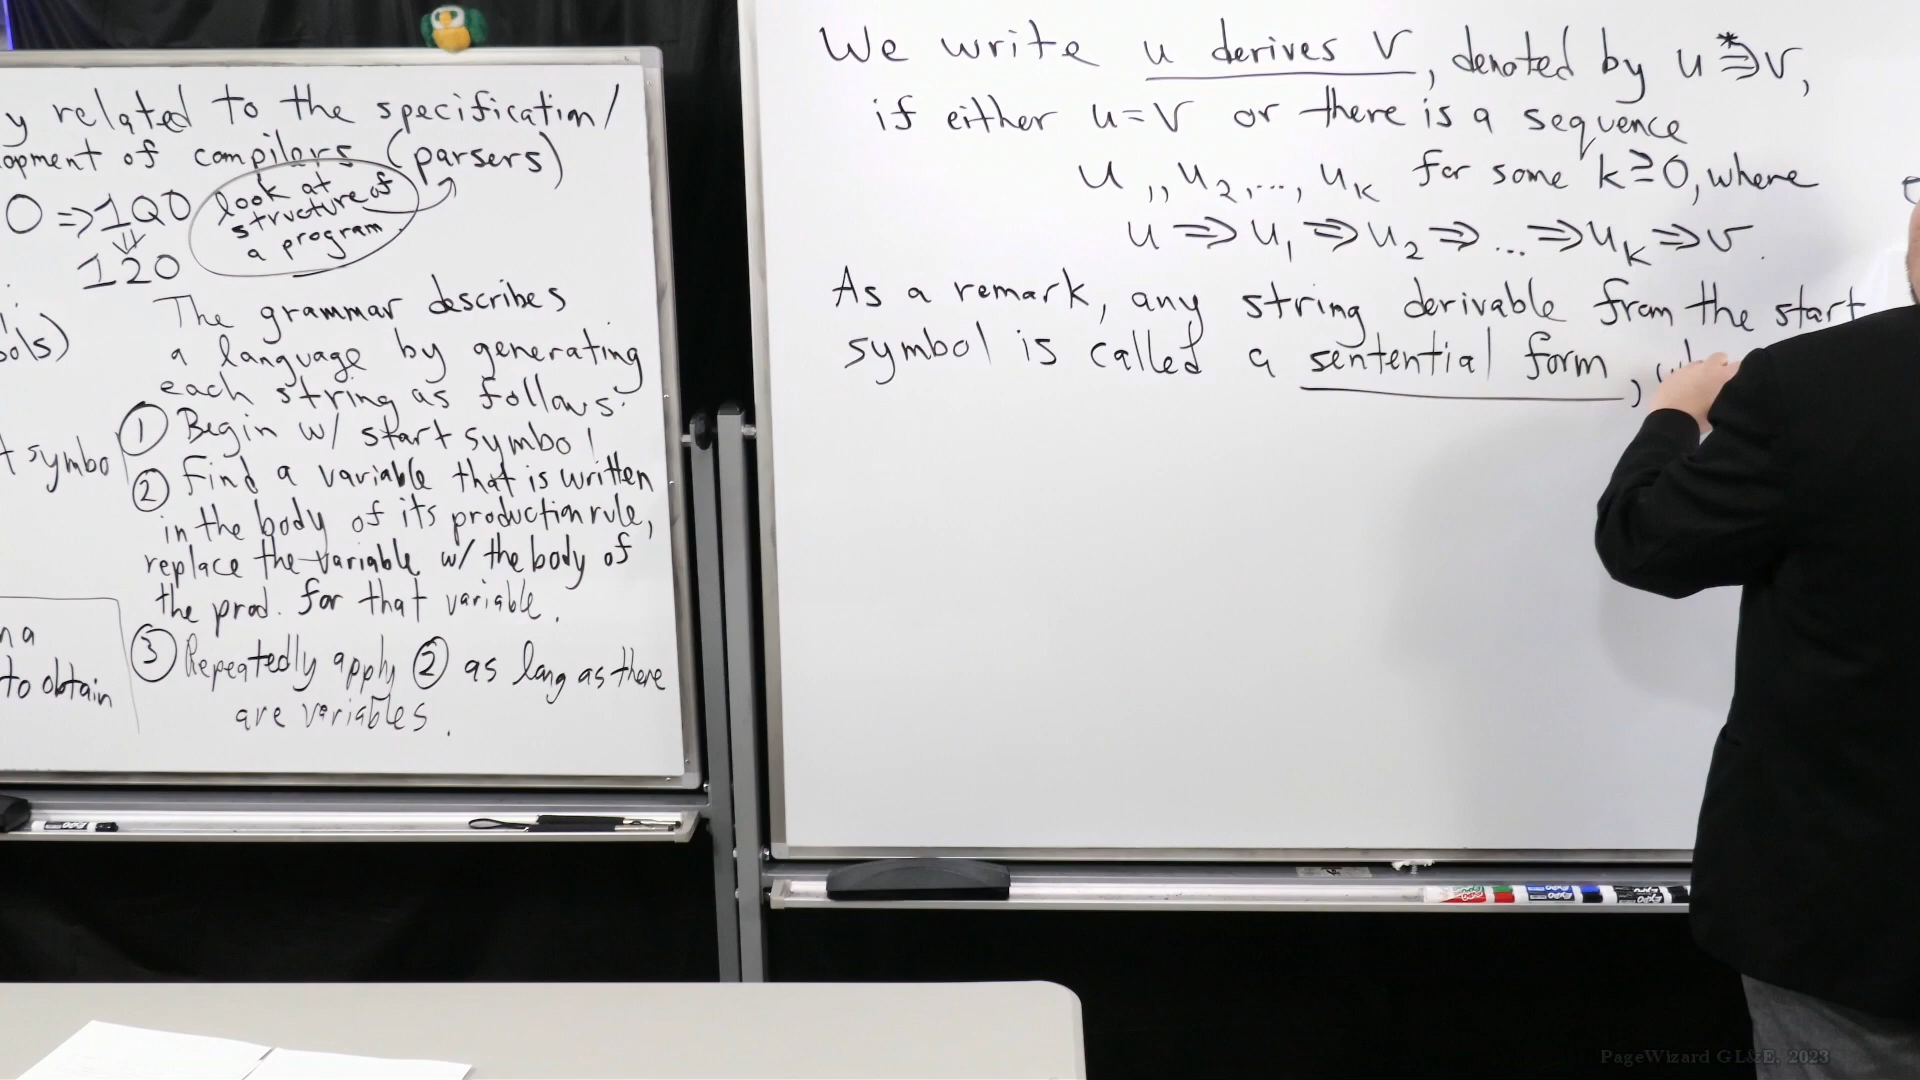 y related to the specification/
opment of compilers (parsers)
0 ⇒ 1Q0
⇓
120
look at
structure of
a program
The grammar describes
a language by generating
each string as follows:
① Begin w/ start symbol
② Find a variable that is written
in the body of its production rule,
replace the variable w/ the body of
the prod. for that variable.
③ Repeatedly apply ② as long as there
are variables.
ols)
t symbo
n a
to obtain
We write u derives v, denoted by u ⇒* v,
if either u=v or there is a sequence
u₁, u₂, ..., uₖ for some k≥0, where
u ⇒ u₁ ⇒ u₂ ⇒ ... ⇒ uₖ ⇒ v.
As a remark, any string derivable from the start
symbol is called a sentential form,
EXPO
PageWizard GL&E, 2023